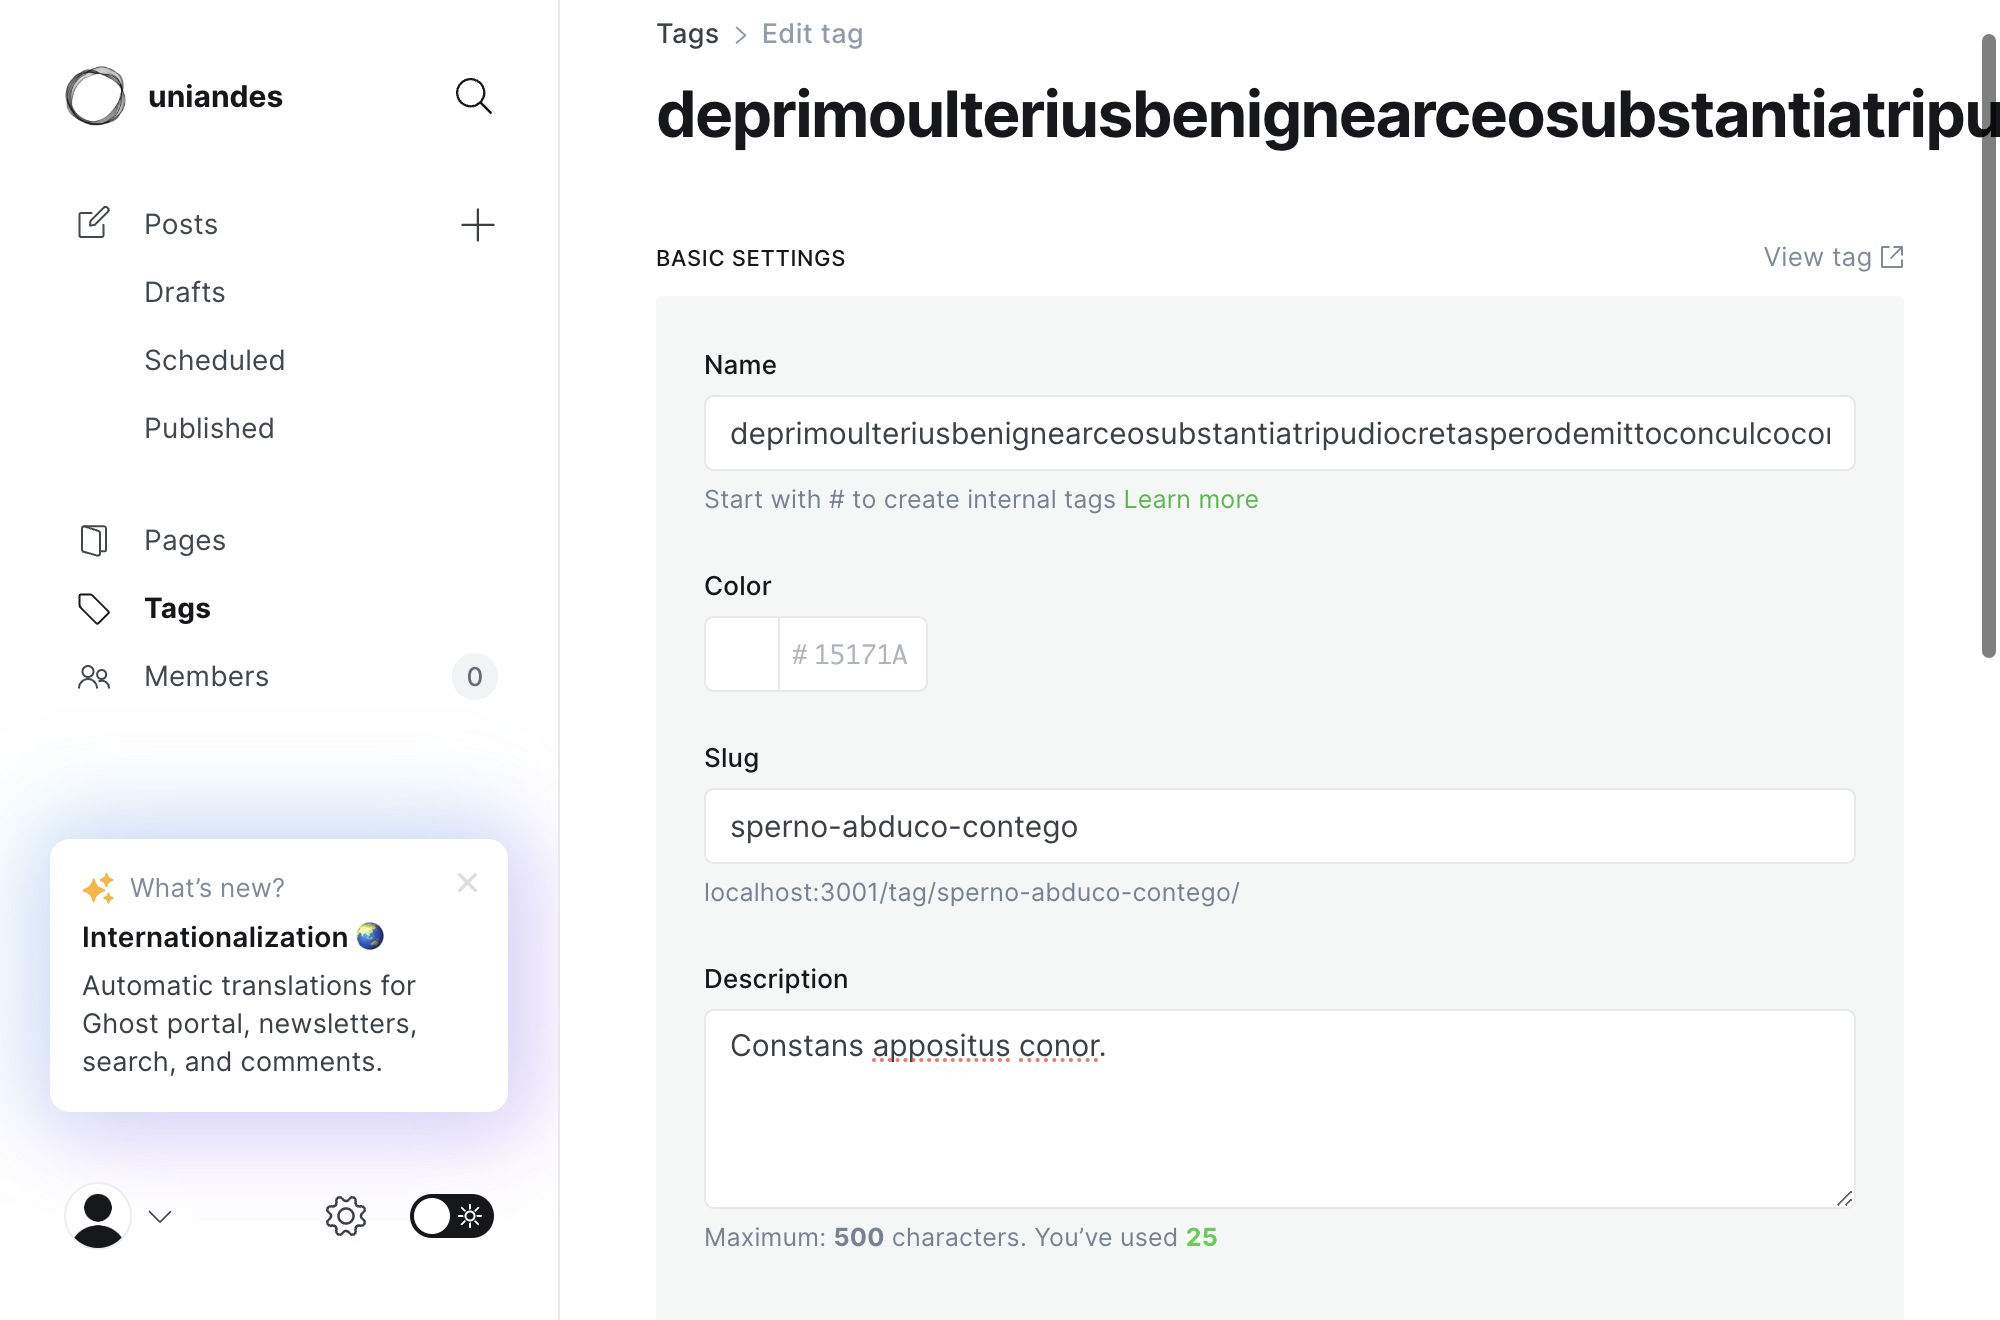 uniandes
Posts
Drafts
Scheduled
Published
Pages
Tags
Members 0
What’s new?
Internationalization
Automatic translations for
Ghost portal, newsletters,
search, and comments.
Tags > Edit tag
deprimoulteriusbenignearceosubstantiatripu
BASIC SETTINGS
View tag
Name
deprimoulteriusbenignearceosubstantiatripudiocretasperodemittoconculcocor
Start with # to create internal tags Learn more
Color
# 15171A
Slug
sperno-abduco-contego
localhost:3001/tag/sperno-abduco-contego/
Description
Constans appositus conor.
Maximum: 500 characters. You’ve used 25